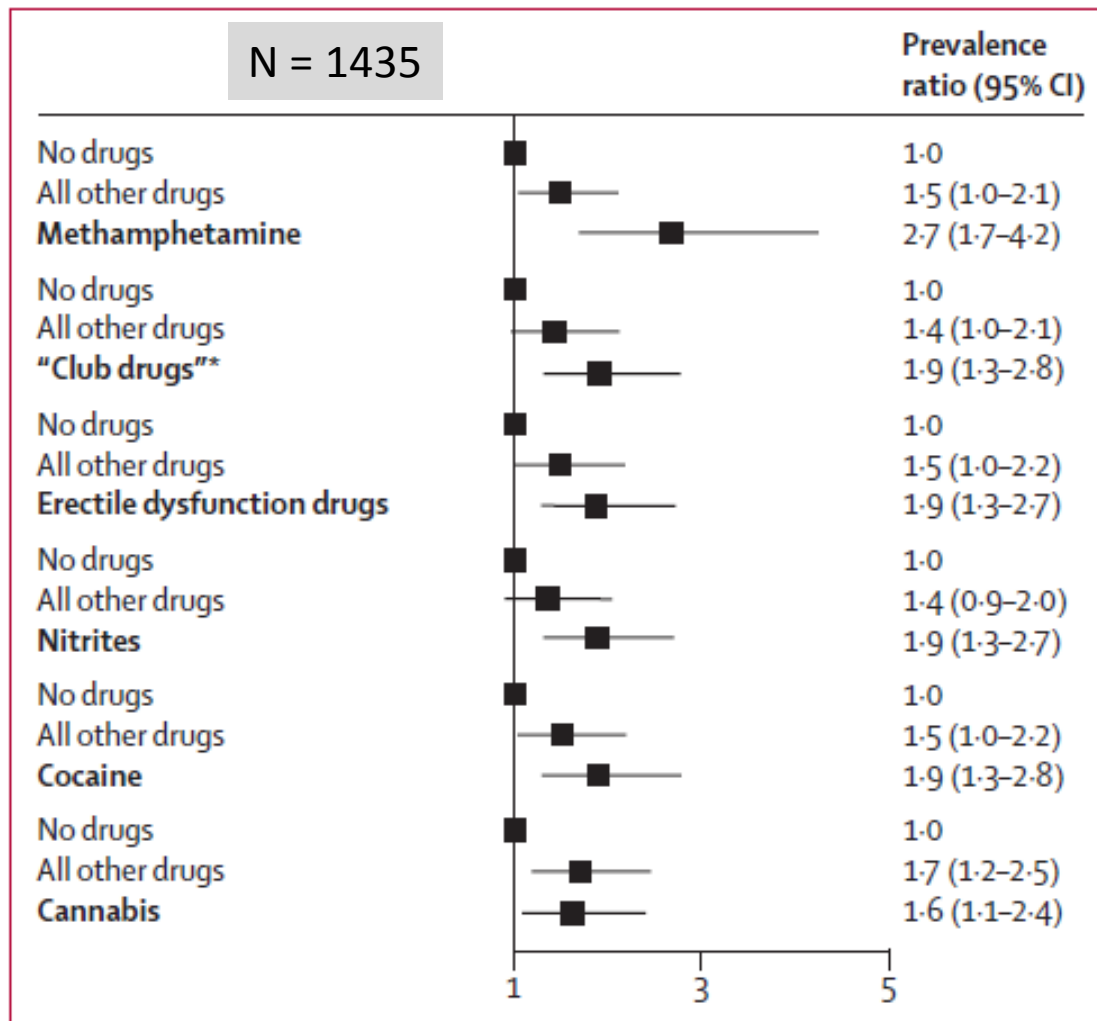 N = 1435
Prevalence
ratio (95% CI)
No drugs 1·0
All other drugs 1·5 (1·0–2·1)
Methamphetamine 2·7 (1·7–4·2)
No drugs 1·0
All other drugs 1·4 (1·0–2·1)
“Club drugs”* 1·9 (1·3–2·8)
No drugs 1·0
All other drugs 1·5 (1·0–2·2)
Erectile dysfunction drugs 1·9 (1·3–2·7)
No drugs 1·0
All other drugs 1·4 (0·9–2·0)
Nitrites 1·9 (1·3–2·7)
No drugs 1·0
All other drugs 1·5 (1·0–2·2)
Cocaine 1·9 (1·3–2·8)
No drugs 1·0
All other drugs 1·7 (1·2–2·5)
Cannabis 1·6 (1·1–2·4)
1 3 5